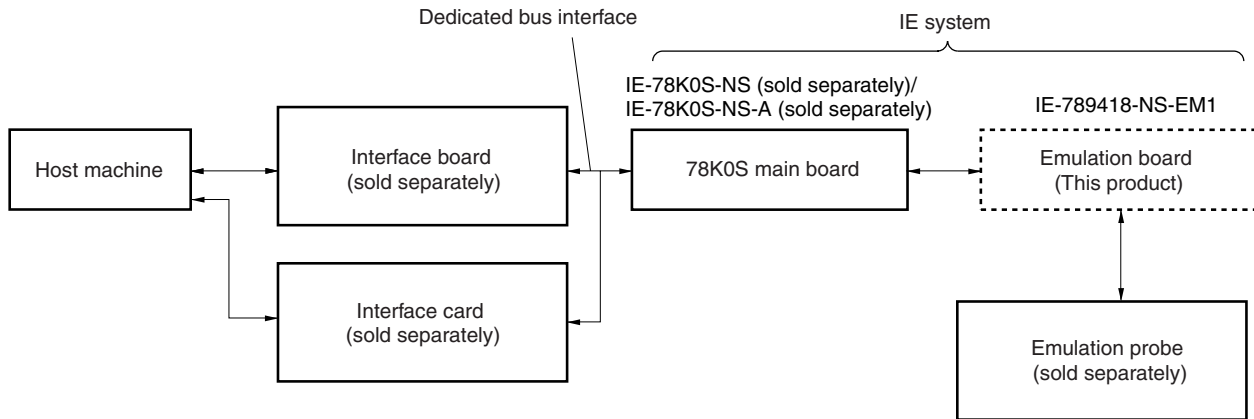 Dedicated bus interface
IE system
IE-78K0S-NS (sold separately)/
IE-78K0S-NS-A (sold separately)
IE-789418-NS-EM1
Host machine
Interface board
(sold separately)
78K0S main board
Emulation board
(This product)
Interface card
(sold separately)
Emulation probe
(sold separately)